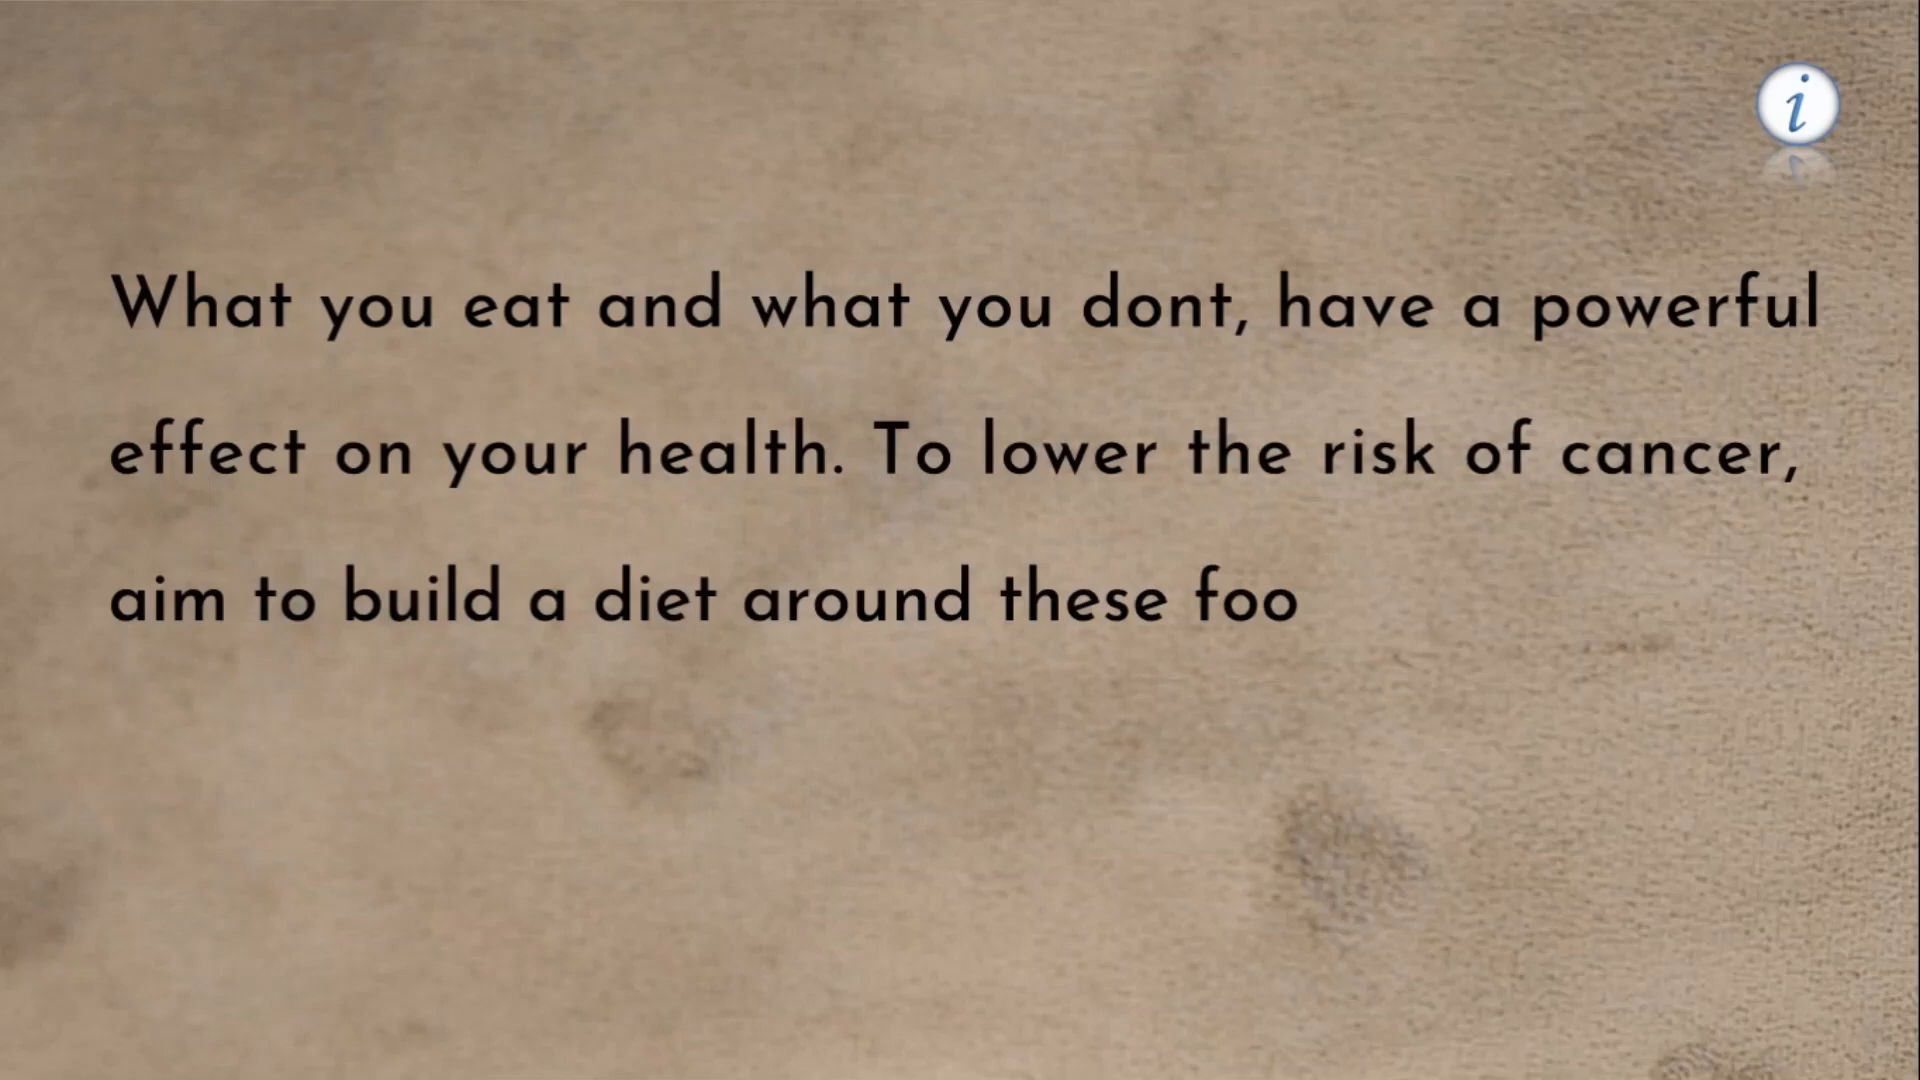 What you eat and what you dont, have a powerful
effect on your health. To lower the risk of cancer,
aim to build a diet around these foo
i